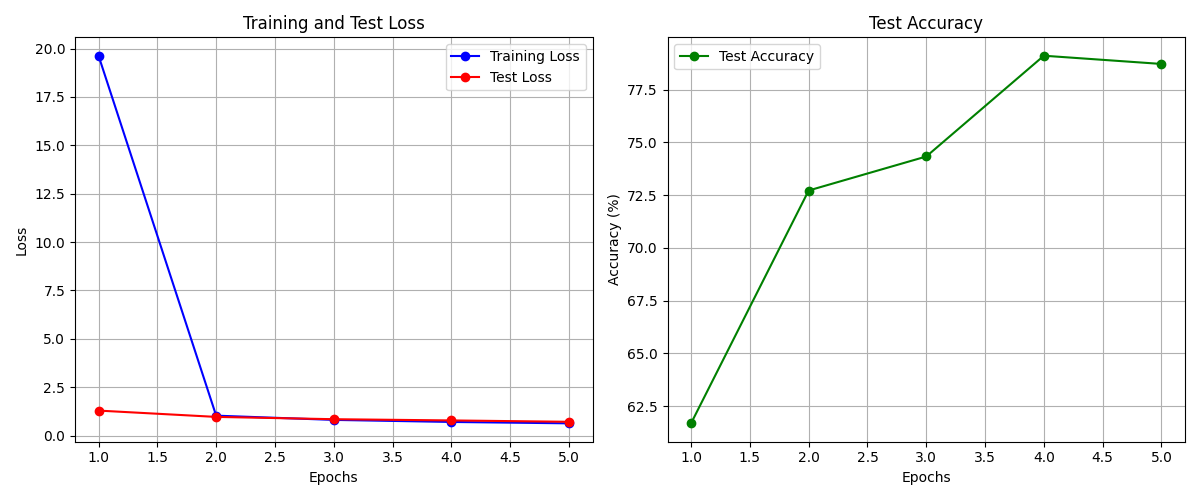 Training and Test Loss
Training Loss
Test Loss
20.0
17.5
15.0
12.5
10.0
7.5
5.0
2.5
0.0
Loss
1.0 1.5 2.0 2.5 3.0 3.5 4.0 4.5 5.0
Epochs
Test Accuracy
Test Accuracy
77.5
75.0
72.5
70.0
67.5
65.0
62.5
Accuracy (%)
1.0 1.5 2.0 2.5 3.0 3.5 4.0 4.5 5.0
Epochs